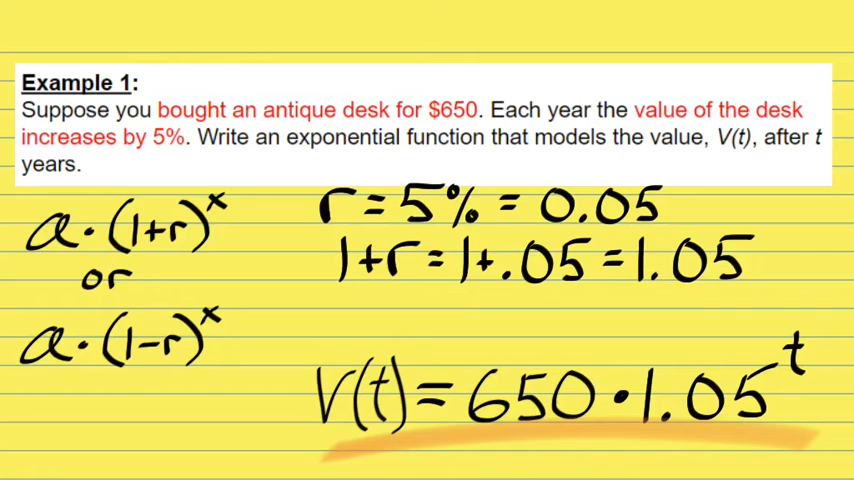 Example 1:
Suppose you bought an antique desk for $650. Each year the value of the desk
increases by 5%. Write an exponential function that models the value, V(t), after t
years.
a·(1+r)^x
or
a·(1-r)^x
r = 5% = 0.05
1+r = 1+.05 = 1.05
V(t) = 650·1.05^t